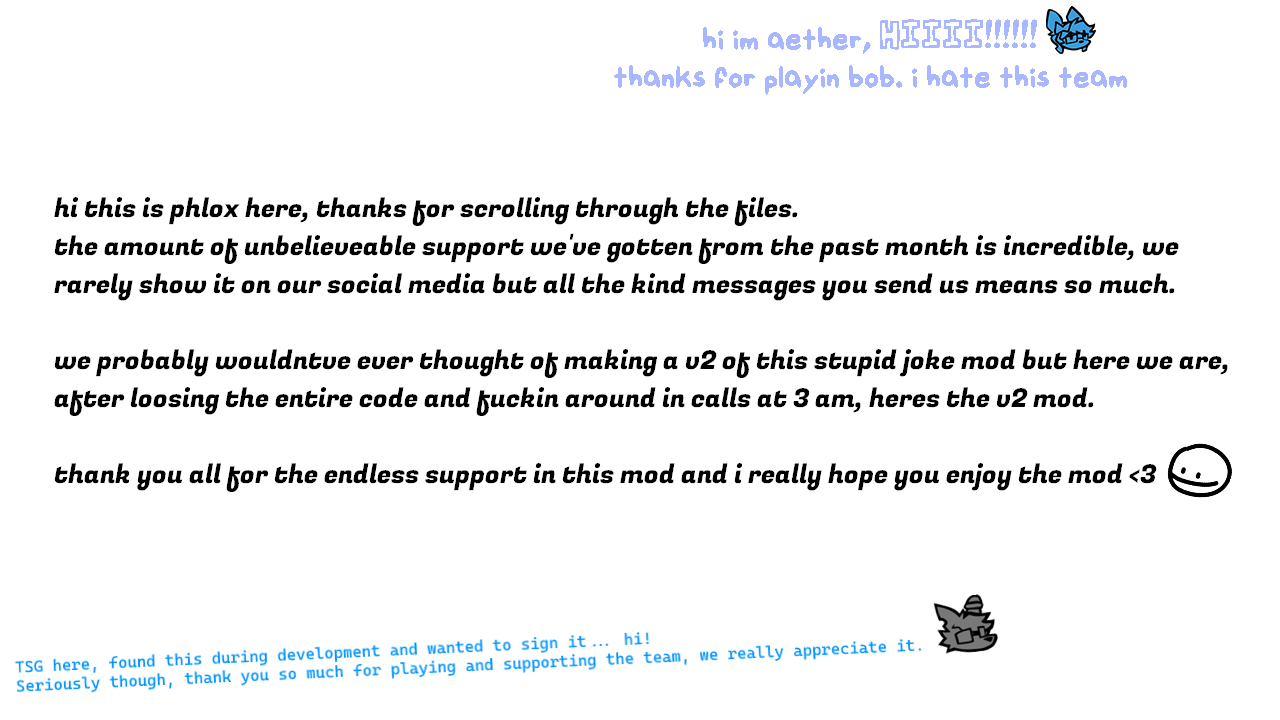 hi im aether, HIIII!!!!!!
thanks for playin bob. i hate this team
hi this is phlox here, thanks for scrolling through the files.
the amount of unbelieveable support we've gotten from the past month is incredible, we
rarely show it on our social media but all the kind messages you send us means so much.
we probably wouldntve ever thought of making a v2 of this stupid joke mod but here we are,
after loosing the entire code and fuckin around in calls at 3 am, heres the v2 mod.
thank you all for the endless support in this mod and i really hope you enjoy the mod <3
TSG here, found this during development and wanted to sign it... hi!
Seriously though, thank you so much for playing and supporting the team, we really appreciate it.